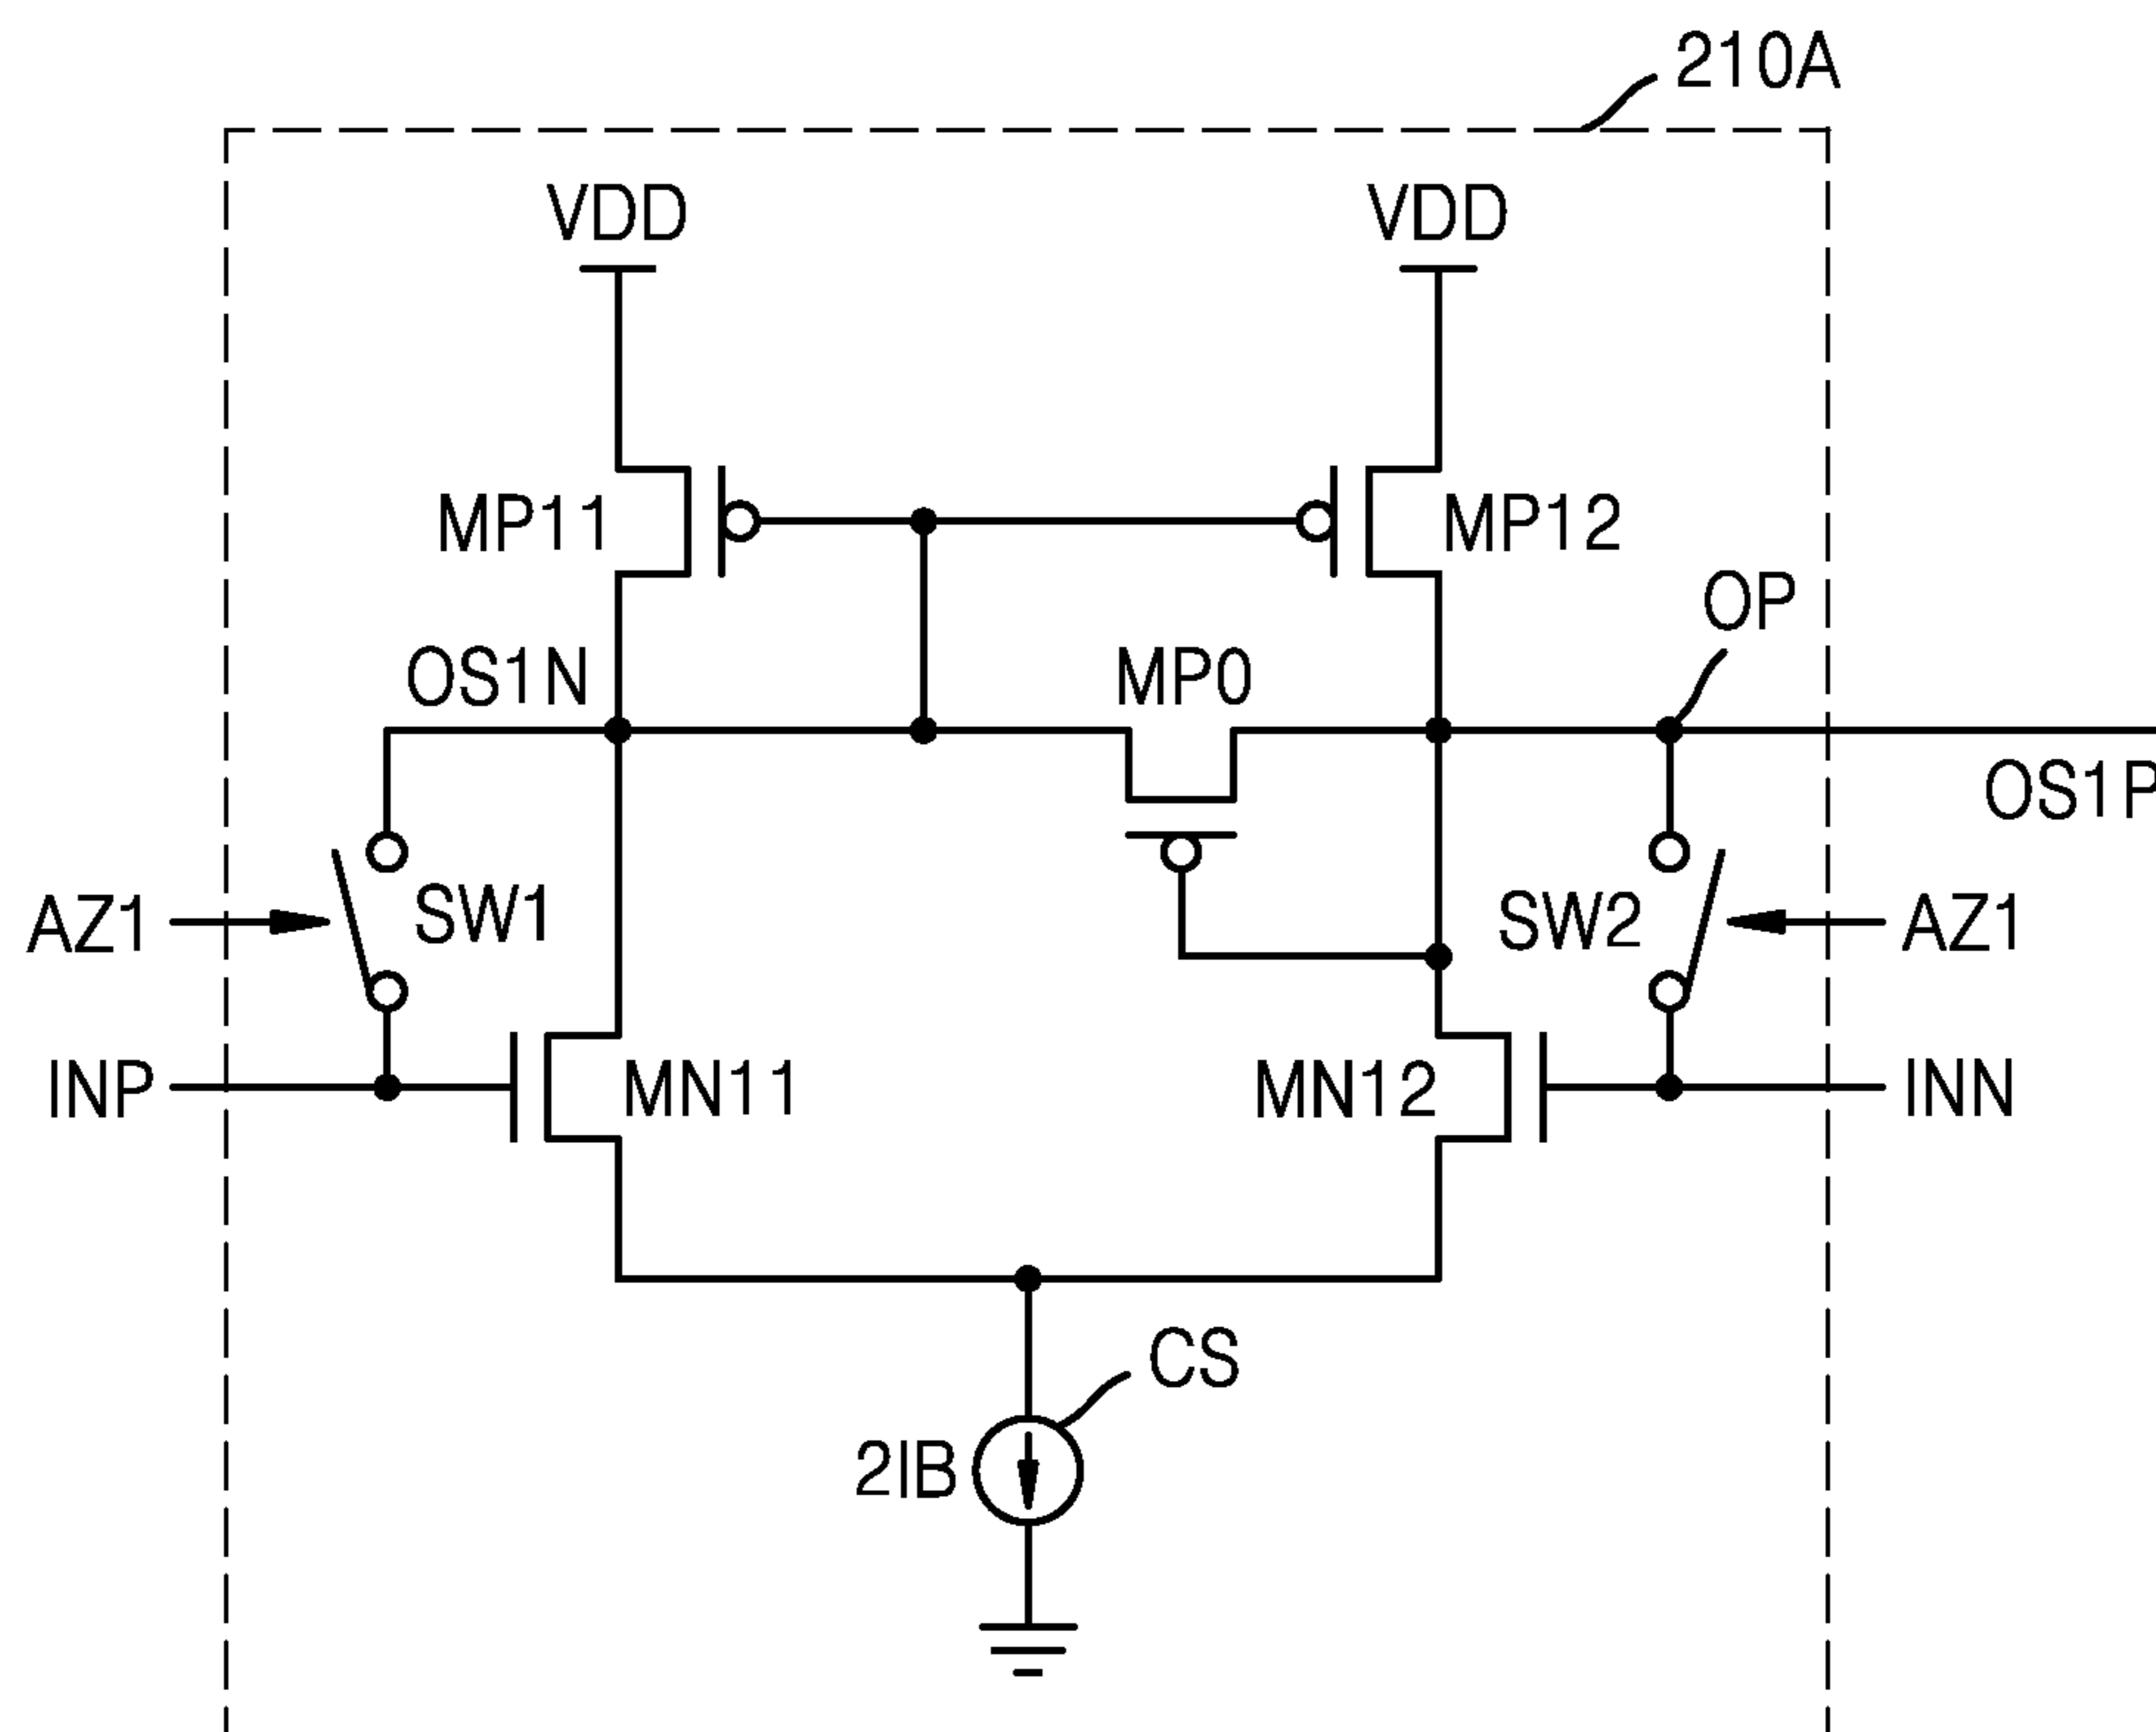 210A
VDD VDD
MP11 MP12
OP
OS1N MP0
OS1P
AZ1 SW1 SW2 AZ1
INP MN11 MN12 INN
CS
2IB